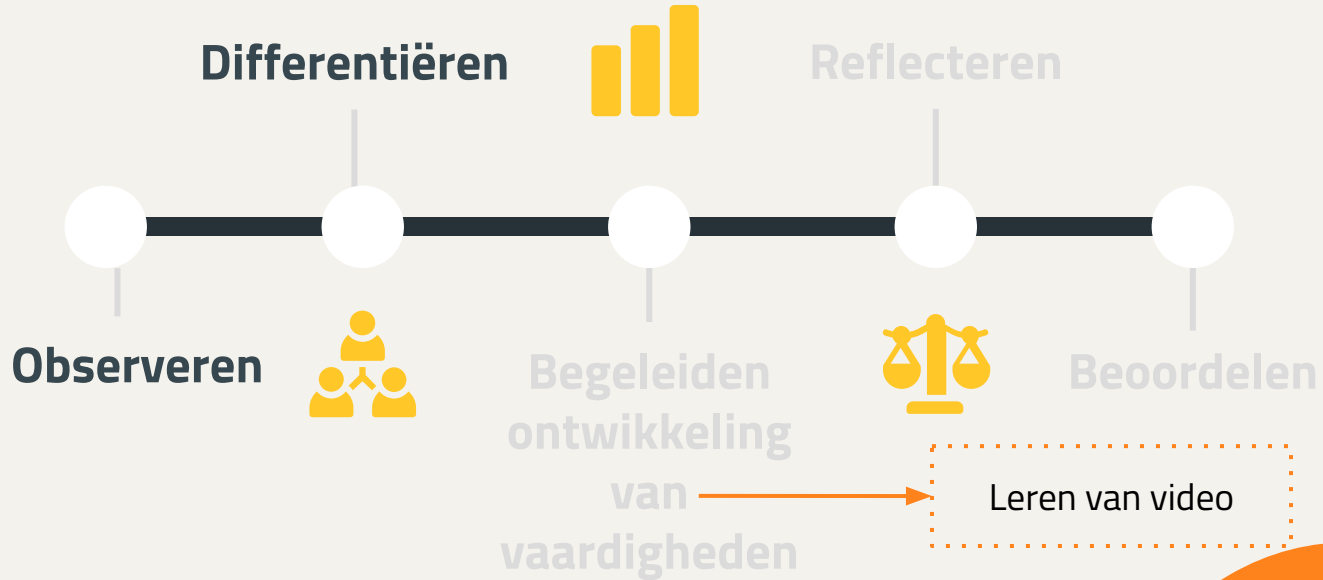 Differentiëren
Reflecteren
Observeren
Begeleiden
ontwikkeling
van
vaardigheden
Beoordelen
Leren van video